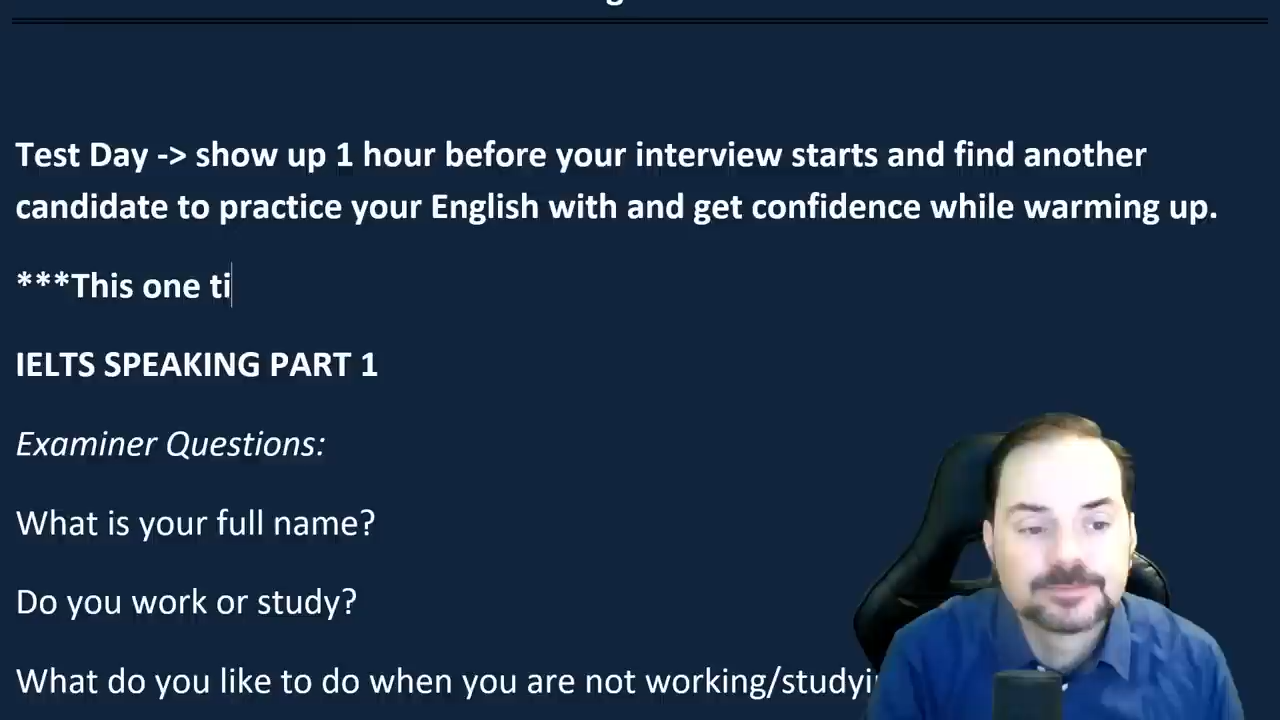 Test Day -> show up 1 hour before your interview starts and find another
candidate to practice your English with and get confidence while warming up.
***This one ti
IELTS SPEAKING PART 1
Examiner Questions:
What is your full name?
Do you work or study?
What do you like to do when you are not